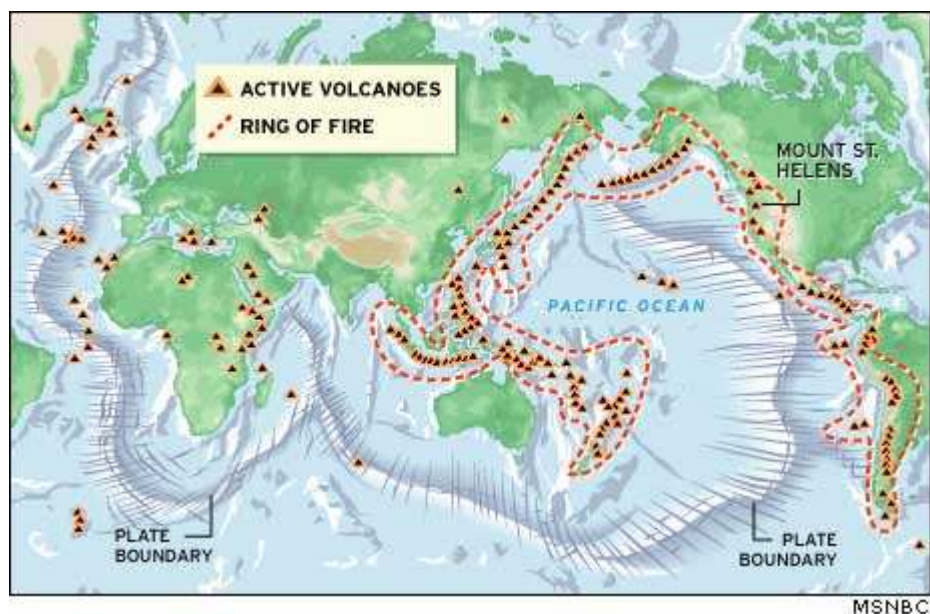 ACTIVE VOLCANOES
RING OF FIRE
MOUNT ST.
HELENS
PACIFIC OCEAN
PLATE
BOUNDARY
PLATE
BOUNDARY
MSNBC